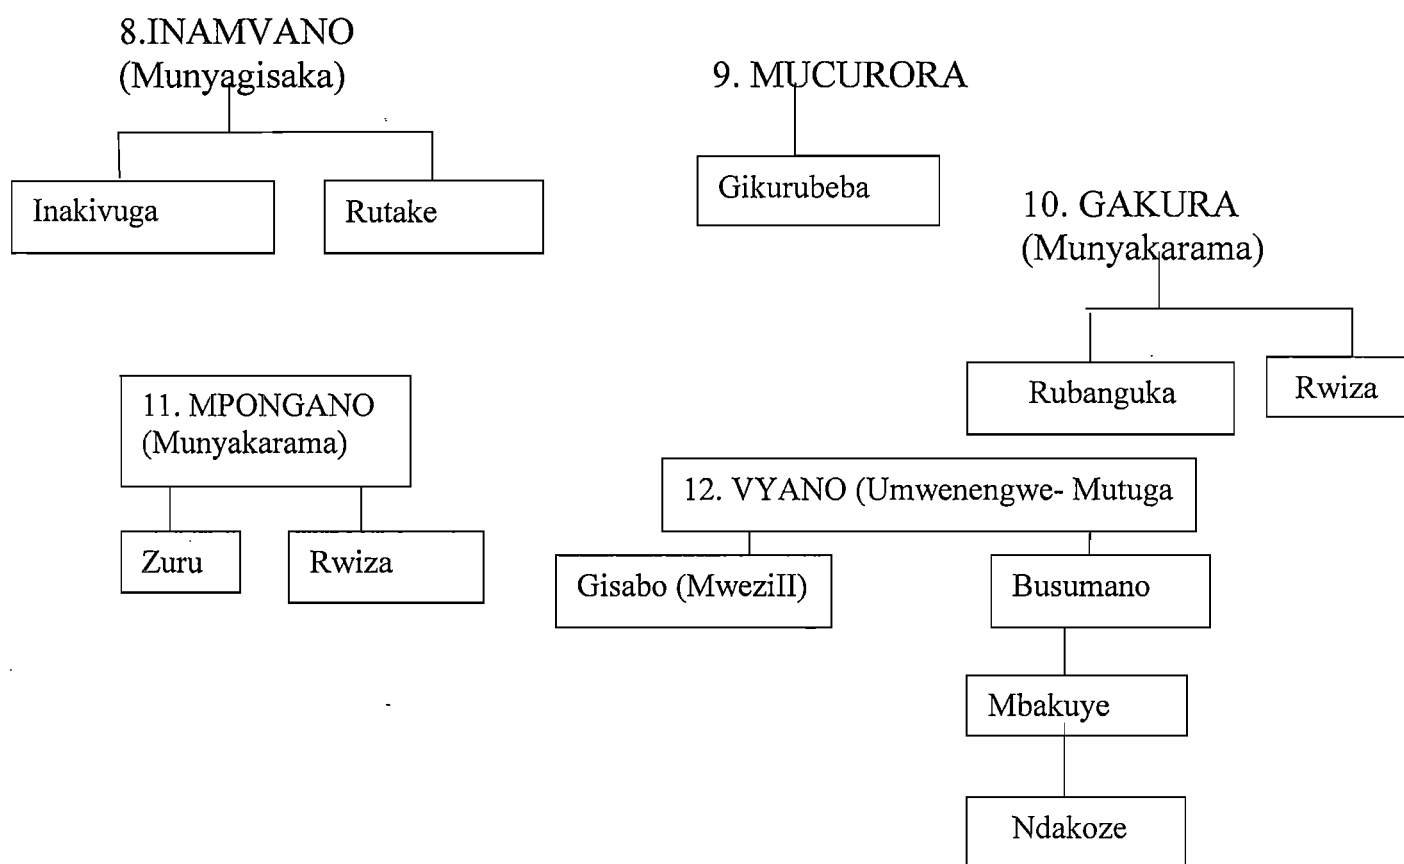 8.INAMVANO
(Munyagisaka)
Inakivuga
Rutake
9. MUCURORA
Gikurubeba
10. GAKURA
(Munyakarama)
Rubanguka
Rwiza
11. MPONGANO
(Munyakarama)
Zuru
Rwiza
12. VYANO (Umwenengwe- Mutuga
Gisabo (MweziII)
Busumano
Mbakuye
Ndakoze